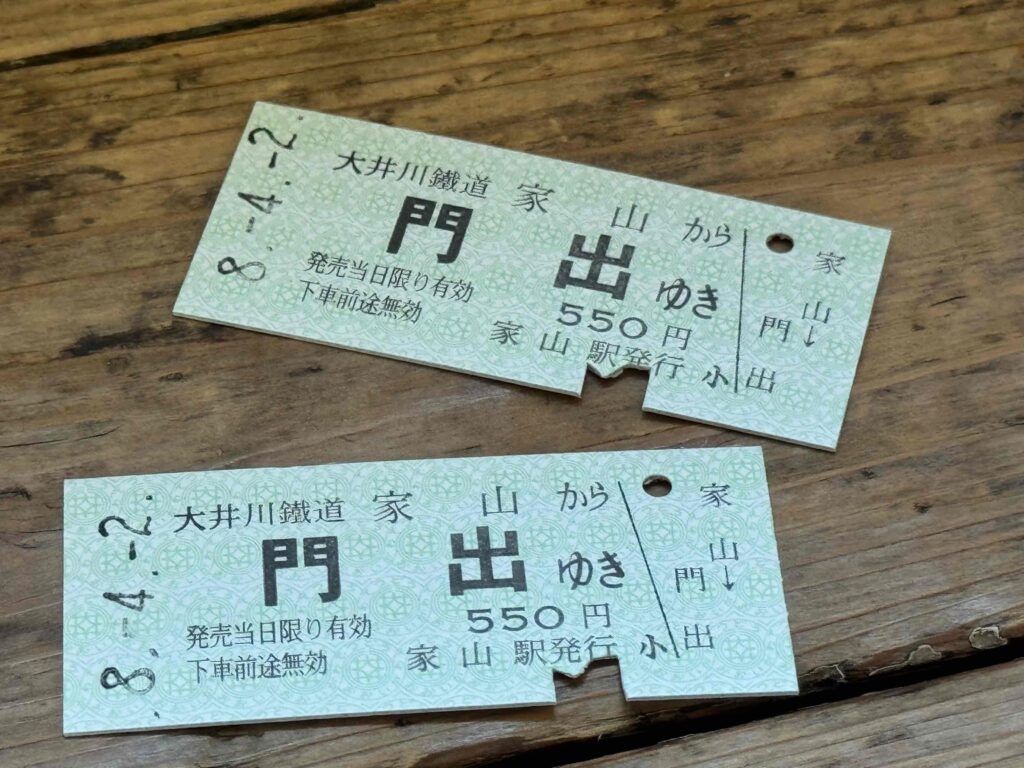 8.-4.-2.
大井川鐵道 家山から
門出ゆき
550円
発売当日限り有効
下車前途無効
家山駅発行 小
家山
↓
門出
8.-4.-2.
大井川鐵道 家山から
門出ゆき
550円
発売当日限り有効
下車前途無効
家山駅発行 小
家山
↓
門出